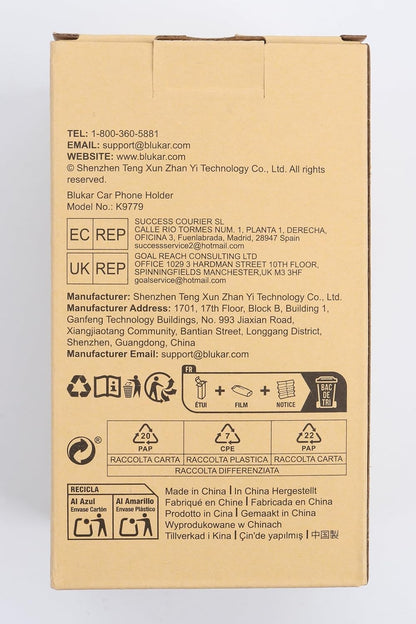 TEL: 1-800-360-5881
EMAIL: support@blukar.com
WEBSITE: www.blukar.com
© Shenzhen Teng Xun Zhan Yi Technology Co., Ltd. All rights
reserved.
Blukar Car Phone Holder
Model No.: K9779
EC REP
SUCCESS COURIER SL
CALLE RIO TORMES NUM. 1, PLANTA 1, DERECHA,
OFICINA 3, Fuenlabrada, Madrid, 28947 Spain
successservice2@hotmail.com
UK REP
GOAL REACH CONSULTING LTD
OFFICE 1029 3 HARDMAN STREET 10TH FLOOR,
SPINNINGFIELDS MANCHESTER,UK M3 3HF
goalservice@hotmail.com
Manufacturer: Shenzhen Teng Xun Zhan Yi Technology Co., Ltd.
Manufacturer Address: 1701, 17th Floor, Block B, Building 1,
Ganfeng Technology Buildings, No. 993 Jiaxian Road,
Xiangjiaotang Community, Bantian Street, Longgang District,
Shenzhen, Guangdong, China
Manufacturer Email: support@blukar.com
FR
ÉTUI + FILM + NOTICE
BAC
DE
TRI
20 7 22
PAP CPE PAP
RACCOLTA CARTA RACCOLTA PLASTICA RACCOLTA CARTA
RACCOLTA DIFFERENZIATA
RECICLA
Al Azul Al Amarillo
Envase Cartón Envase Plástico
Made in China | In China Hergestellt
Fabriqué en Chine | Fabricada en China
Prodotto in Cina | Gemaakt in China
Wyprodukowane w Chinach
Tillverkad i Kina | Çin'de yapılmış | 中国製